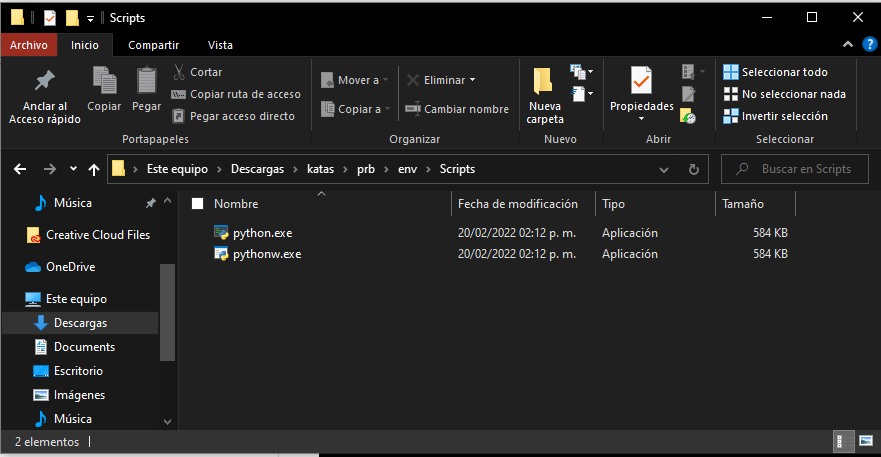 Scripts
Archivo Inicio Compartir Vista
Anclar al Acceso rápido
Copiar
Pegar
Cortar
Copiar ruta de acceso
Pegar acceso directo
Portapapeles
Mover a
Copiar a
Eliminar
Cambiar nombre
Organizar
Nueva carpeta
Nuevo
Propiedades
Abrir
Seleccionar todo
No seleccionar nada
Invertir selección
Seleccionar
Este equipo > Descargas > katas > prb > env > Scripts
Buscar en Scripts
Música
Creative Cloud Files
OneDrive
Este equipo
Descargas
Documents
Escritorio
Imágenes
Música
Nombre Fecha de modificación Tipo Tamaño
python.exe 20/02/2022 02:12 p. m. Aplicación 584 KB
pythonw.exe 20/02/2022 02:12 p. m. Aplicación 584 KB
2 elementos